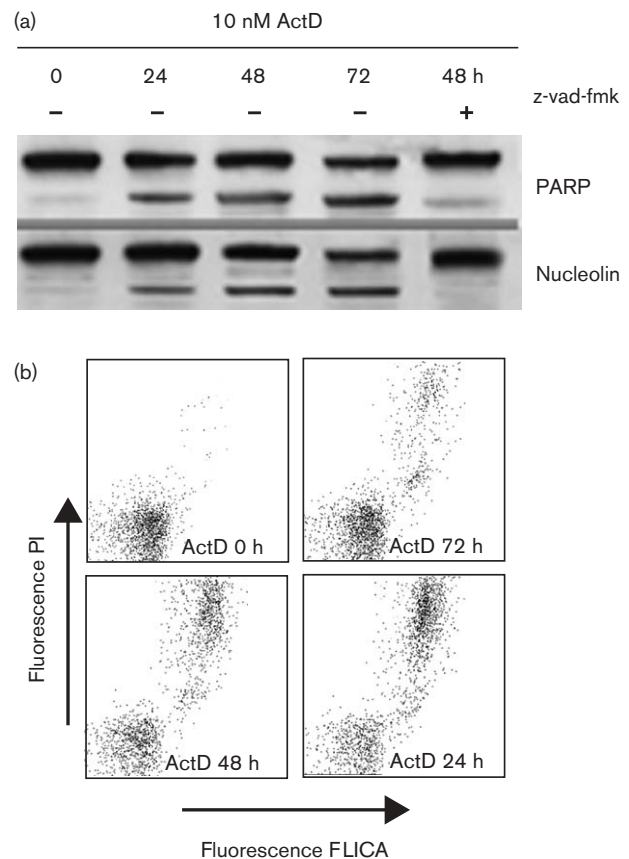 (a)
10 nM ActD
0 24 48 72 48 h
– – – – + z-vad-fmk
PARP
Nucleolin
(b)
Fluorescence PI
ActD 0 h
ActD 72 h
ActD 48 h
ActD 24 h
Fluorescence FLICA